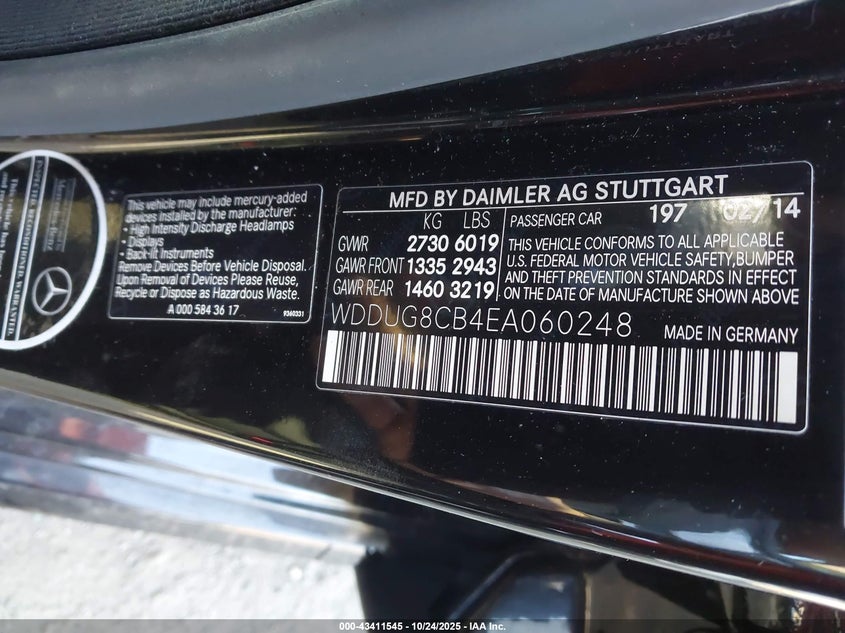 This vehicle may include mercury-added
devices installed by the manufacturer:
- High Intensity Discharge Headlamps
- Displays
- Back-lit Instruments
Remove Devices Before Vehicle Disposal.
Upon Removal of Devices Please Reuse,
Recycle or Dispose as Hazardous Waste.
A 000 584 36 17
9360331
MFD BY DAIMLER AG STUTTGART
KG LBS
GVWR 2730 6019
GAWR FRONT 1335 2943
GAWR REAR 1460 3219
PASSENGER CAR 197 02/14
THIS VEHICLE CONFORMS TO ALL APPLICABLE
U.S. FEDERAL MOTOR VEHICLE SAFETY,BUMPER
AND THEFT PREVENTION STANDARDS IN EFFECT
ON THE DATE OF MANUFACTURE SHOWN ABOVE
WDDUG8CB4EA060248
MADE IN GERMANY
000-43411545 - 10/24/2025 - IAAI.COM